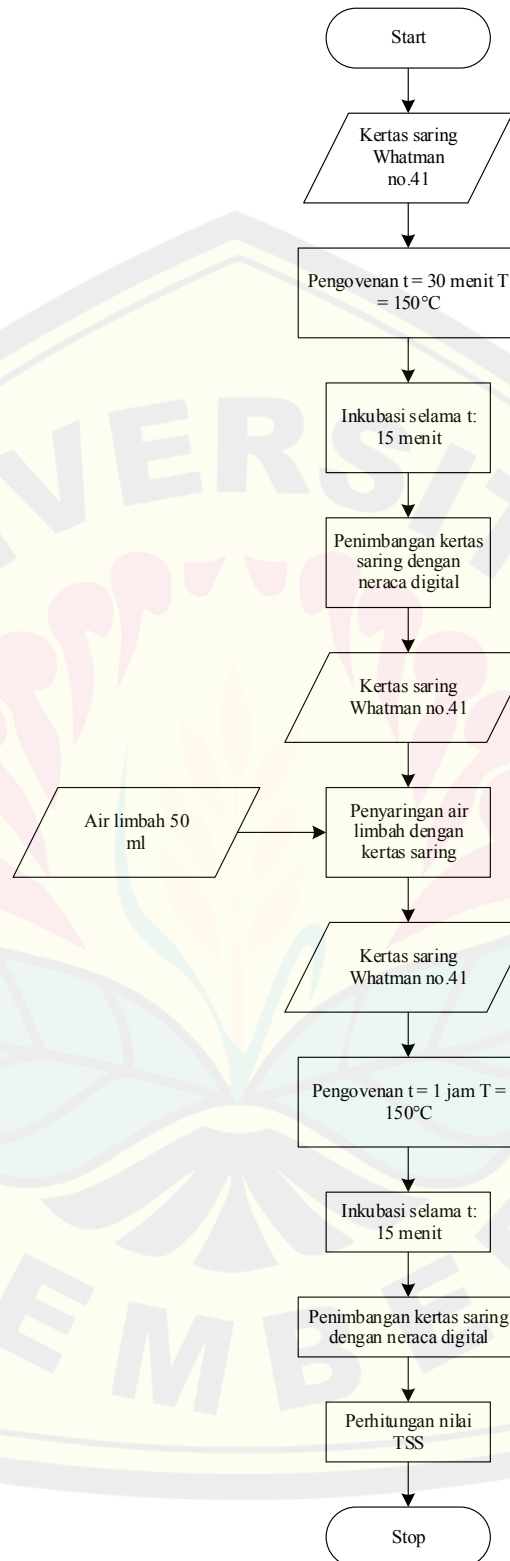 Start
Kertas saring
Whatman
no.41
Pengovenan t = 30 menit T
= 150°C
Inkubasi selama t:
15 menit
Penimbangan kertas
saring dengan
neraca digital
Kertas saring
Whatman no.41
Air limbah 50
ml
Penyaringan air
limbah dengan
kertas saring
Kertas saring
Whatman no.41
Pengovenan t = 1 jam T =
150°C
Inkubasi selama t:
15 menit
Penimbangan kertas saring
dengan neraca digital
Perhitungan nilai
TSS
Stop
VERSIT
EMBE